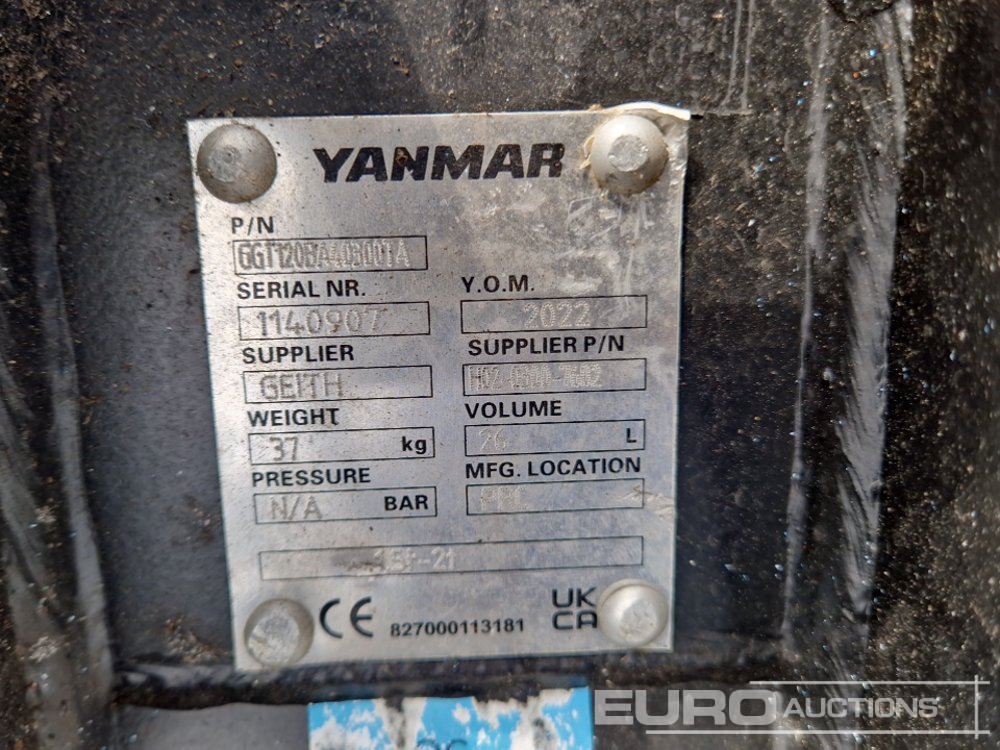 YANMAR
P/N
SERIAL NR. Y.O.M.
1140907 2022
SUPPLIER SUPPLIER P/N
GEITH
WEIGHT VOLUME
37 kg 26 L
PRESSURE MFG. LOCATION
N/A BAR PRC
CE 827000113181 UK CA
EURO AUCTIONS